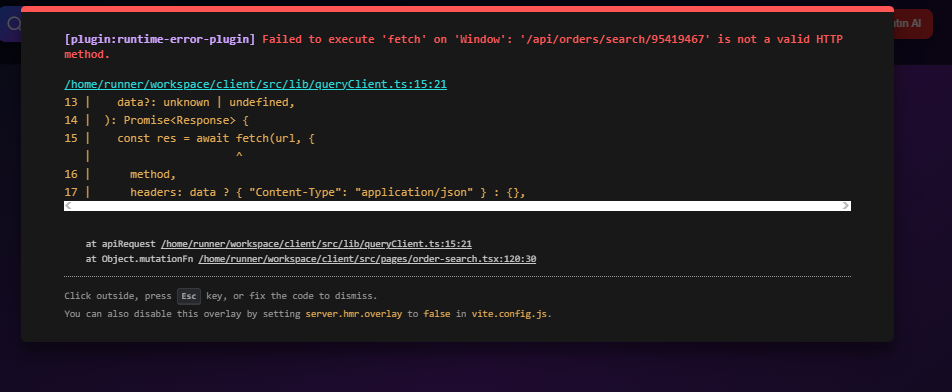 [plugin:runtime-error-plugin] Failed to execute 'fetch' on 'Window': '/api/orders/search/95419467' is not a valid HTTP
method.
/home/runner/workspace/client/src/lib/queryClient.ts:15:21
13 |    data?: unknown | undefined,
14 |  ): Promise<Response> {
15 |    const res = await fetch(url, {
   |                      ^
16 |      method,
17 |      headers: data ? { "Content-Type": "application/json" } : {},
at apiRequest /home/runner/workspace/client/src/lib/queryClient.ts:15:21
at Object.mutationFn /home/runner/workspace/client/src/pages/order-search.tsx:120:30
Click outside, press Esc key, or fix the code to dismiss.
You can also disable this overlay by setting server.hmr.overlay to false in vite.config.js.